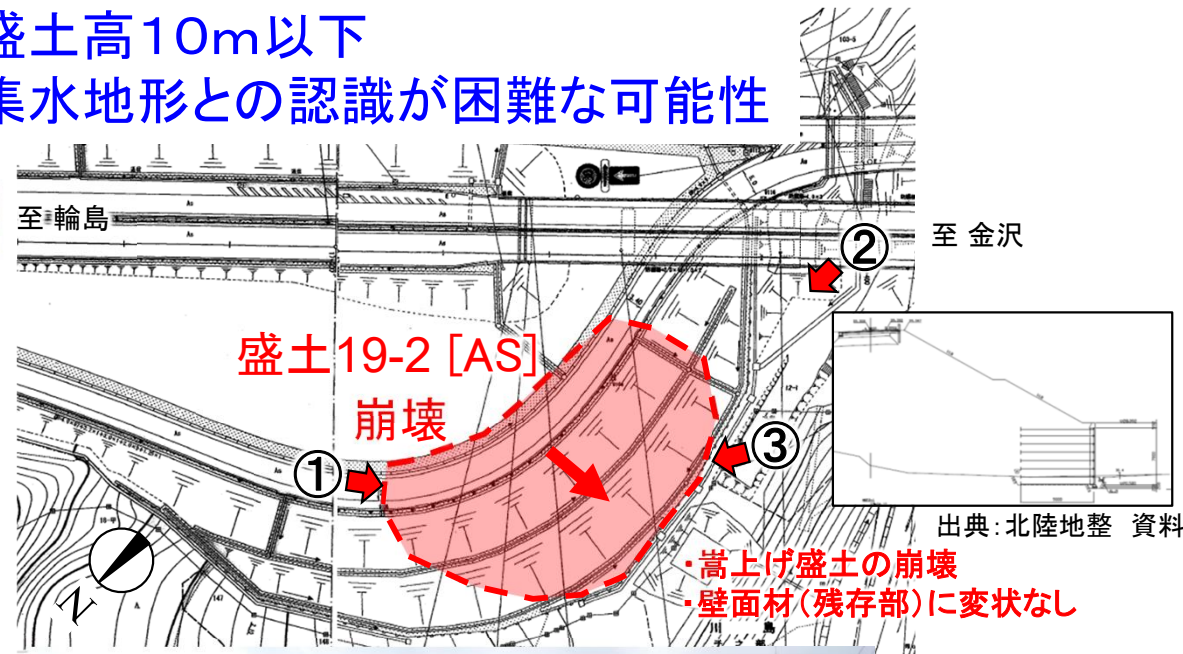 盛土高10m以下
集水地形との認識が困難な可能性
至 輪島
至 金沢
②
盛土19-2 [AS]
崩壊
①
③
N
出典：北陸地整 資料
・嵩上げ盛土の崩壊
・壁面材（残存部）に変状なし